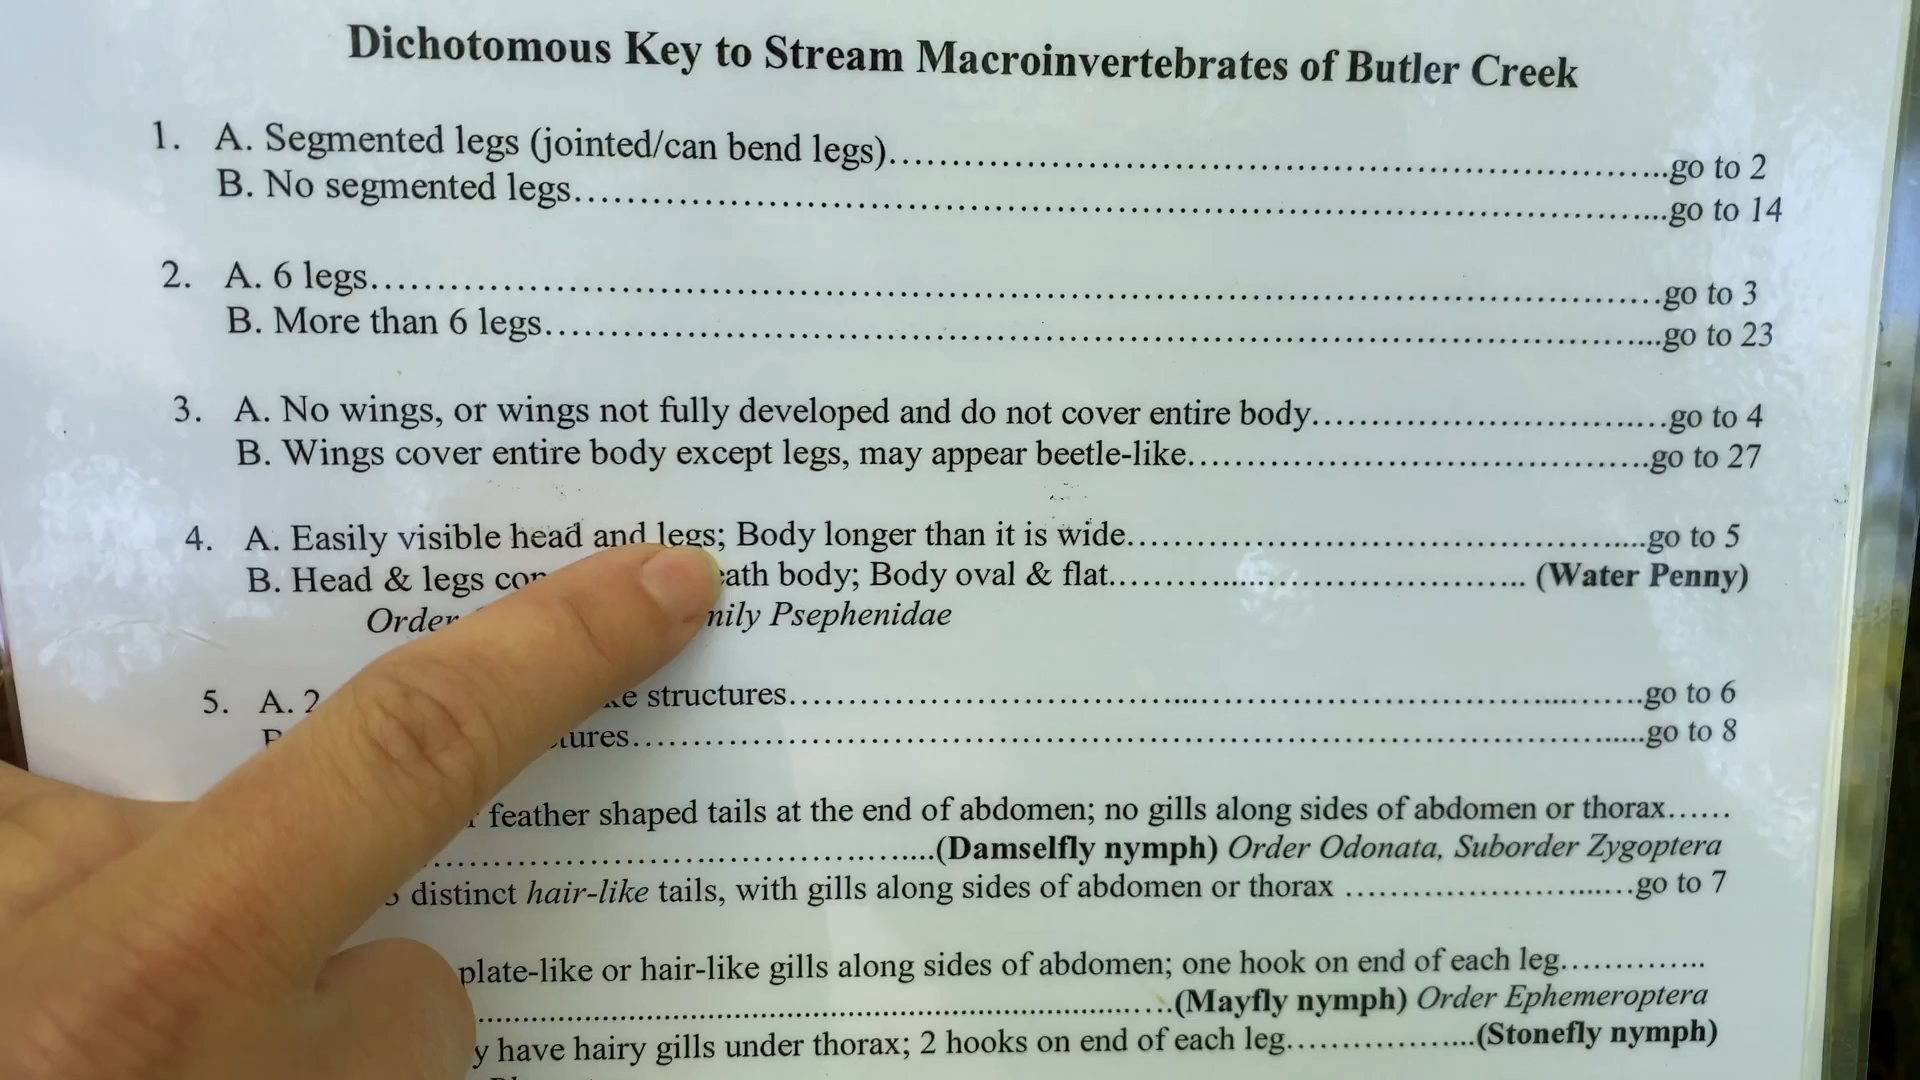 Dichotomous Key to Stream Macroinvertebrates of Butler Creek
1. A. Segmented legs (jointed/can bend legs)........................................go to 2
B. No segmented legs........................................go to 14
2. A. 6 legs........................................go to 3
B. More than 6 legs........................................go to 23
3. A. No wings, or wings not fully developed and do not cover entire body........................................go to 4
B. Wings cover entire body except legs, may appear beetle-like........................................go to 27
4. A. Easily visible head and legs; Body longer than it is wide........................................go to 5
B. Head & legs body; Body oval & flat........................................ (Water Penny)
Order Psephenidae
5. A. 2 structures........................................go to 6
........................................go to 8
feather shaped tails at the end of abdomen; no gills along sides of abdomen or thorax......
........................................(Damselfly nymph) Order Odonata, Suborder Zygoptera
distinct hair-like tails, with gills along sides of abdomen or thorax ..............................go to 7
plate-like or hair-like gills along sides of abdomen; one hook on end of each leg..............
........................................(Mayfly nymph) Order Ephemeroptera
have hairy gills under thorax; 2 hooks on end of each leg....................(Stonefly nymph)